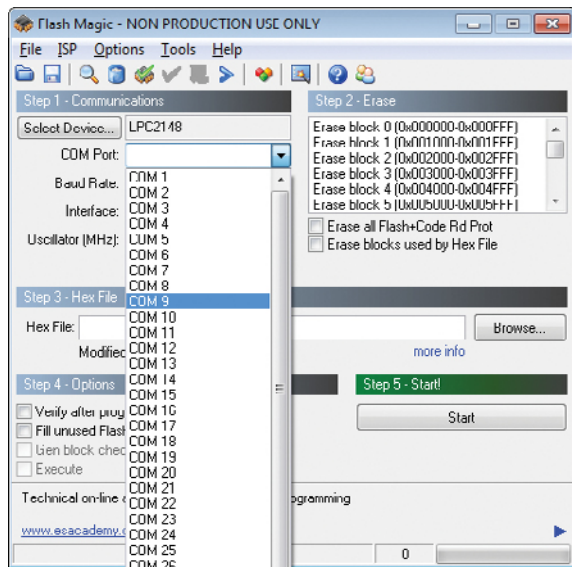 Flash Magic - NON PRODUCTION USE ONLY
File ISP Options Tools Help
Step 1 - Communications
Select Device...
LPC2148
COM Port:
Baud Rate:
Interface:
Oscillator (MHz):
COM 1
COM 2
COM 3
COM 4
COM 5
COM 6
COM 7
COM 8
COM 9
COM 10
COM 11
COM 12
COM 13
COM 14
COM 15
COM 16
COM 17
COM 18
COM 19
COM 20
COM 21
COM 22
COM 23
COM 24
COM 25
COM 26
Step 2 - Erase
Erase block 0 (0x000000-0x000FFF)
Erase block 1 (0x001000-0x001FFF)
Erase block 2 (0x002000-0x002FFF)
Erase block 3 (0x003000-0x003FFF)
Erase block 4 (0x004000-0x004FFF)
Erase block 5 (0x005000-0x005FFF)
Erase all Flash+Code Rd Prot
Erase blocks used by Hex File
Step 3 - Hex File
Hex File:
Browse...
Modified
more info
Step 4 - Options
Verify after prog
Fill unused Flash
Gen block chec
Execute
Step 5 - Start!
Start
Technical on-line
ogramming
www.esacademy.
0